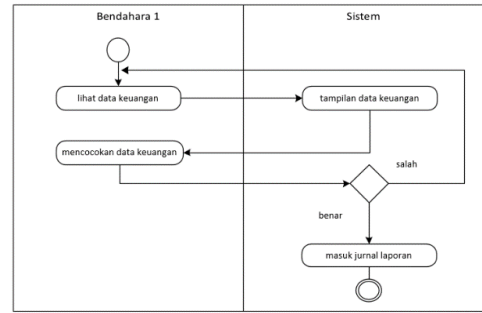 Bendahara 1
Sistem
lihat data keuangan
tampilan data keuangan
mencocokan data keuangan
salah
benar
masuk jurnal laporan